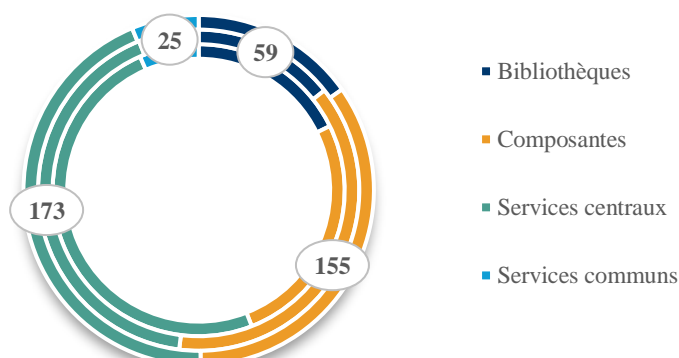 25
59
173
155
Bibliothèques
Composantes
Services centraux
Services communs